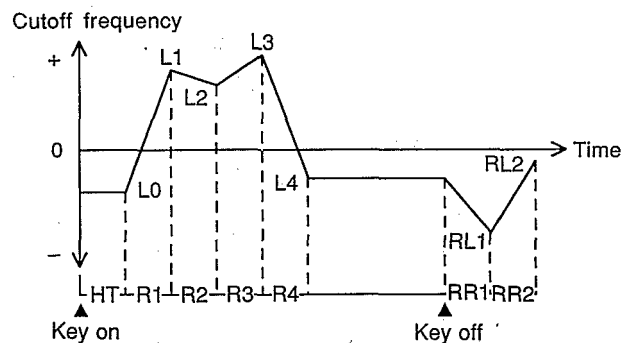 Cutoff frequency
+
L1
L3
L2
0
Time
L0
L4
RL2
RL1
−
HT R1 R2 R3 R4 RR1 RR2
Key on
Key off